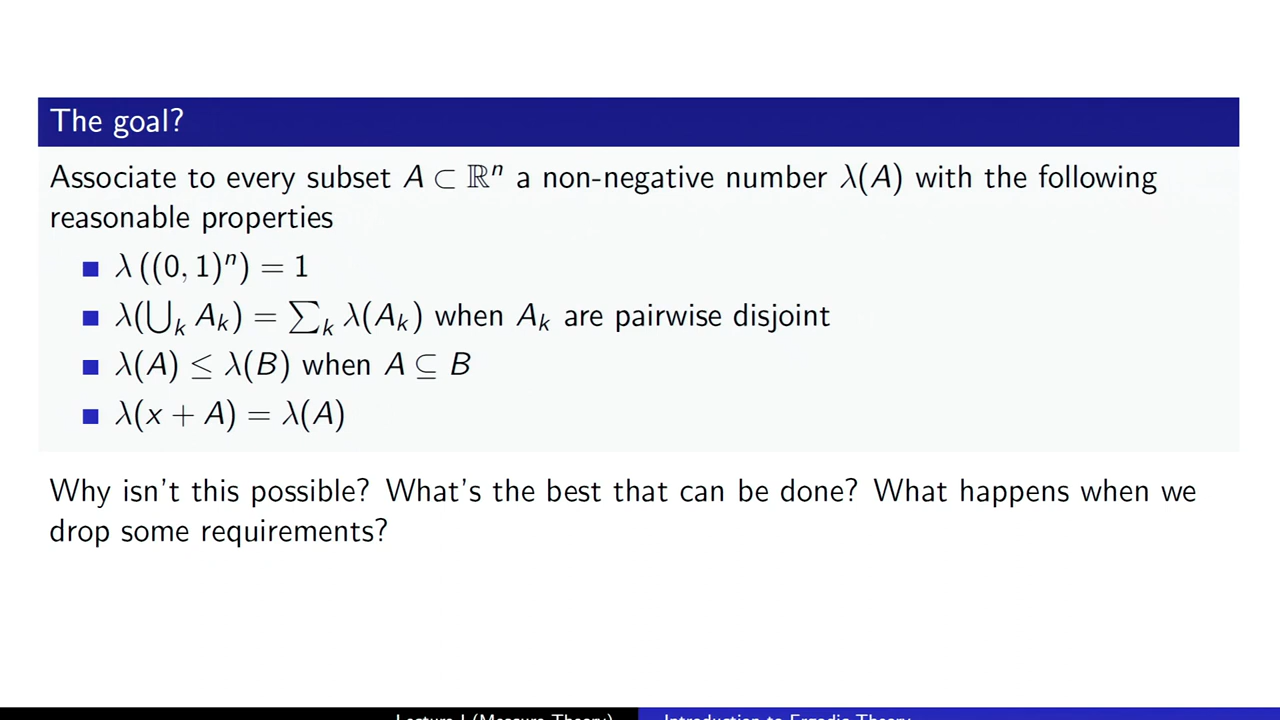 The goal?
Associate to every subset A ⊂ ℝⁿ a non-negative number λ(A) with the following
reasonable properties
λ((0, 1)ⁿ) = 1
λ(⋃ₖ Aₖ) = ∑ₖ λ(Aₖ) when Aₖ are pairwise disjoint
λ(A) ≤ λ(B) when A ⊆ B
λ(x + A) = λ(A)
Why isn't this possible? What's the best that can be done? What happens when we
drop some requirements?
Lecture I (Measure Theory) Introduction to Ergodic Theory